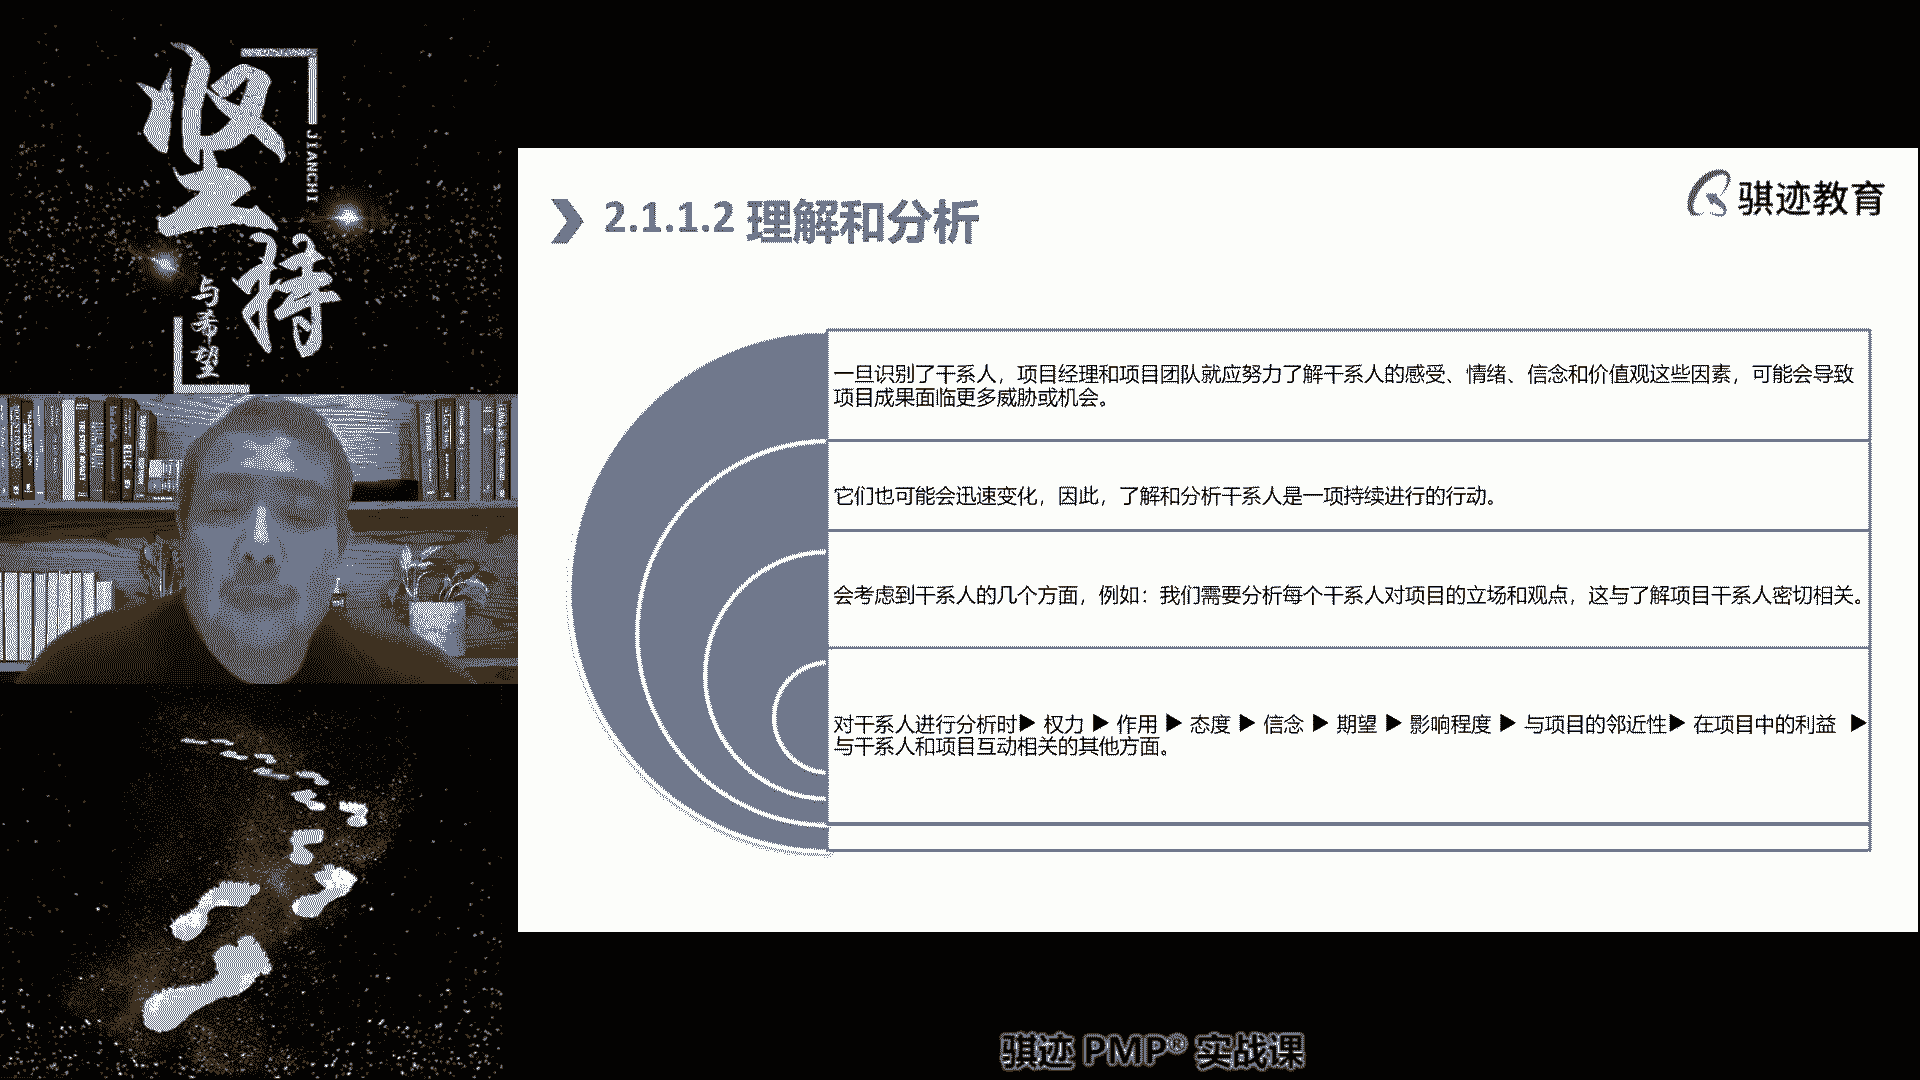 坚持
JIANCHI
与希望
2.1.1.2 理解和分析
骐迹教育
一旦识别了干系人，项目经理和项目团队就应努力了解干系人的感受、情绪、信念和价值观这些因素，可能会导致
项目成果面临更多威胁或机会。
它们也可能会迅速变化，因此，了解和分析干系人是一项持续进行的行动。
会考虑到干系人的几个方面，例如：我们需要分析每个干系人对项目的立场和观点，这与了解项目干系人密切相关。
对干系人进行分析时▶ 权力 ▶ 作用 ▶ 态度 ▶ 信念 ▶ 期望 ▶ 影响程度 ▶ 与项目的邻近性▶ 在项目中的利益 ▶
与干系人和项目互动相关的其他方面。
骐迹 PMP® 实战课